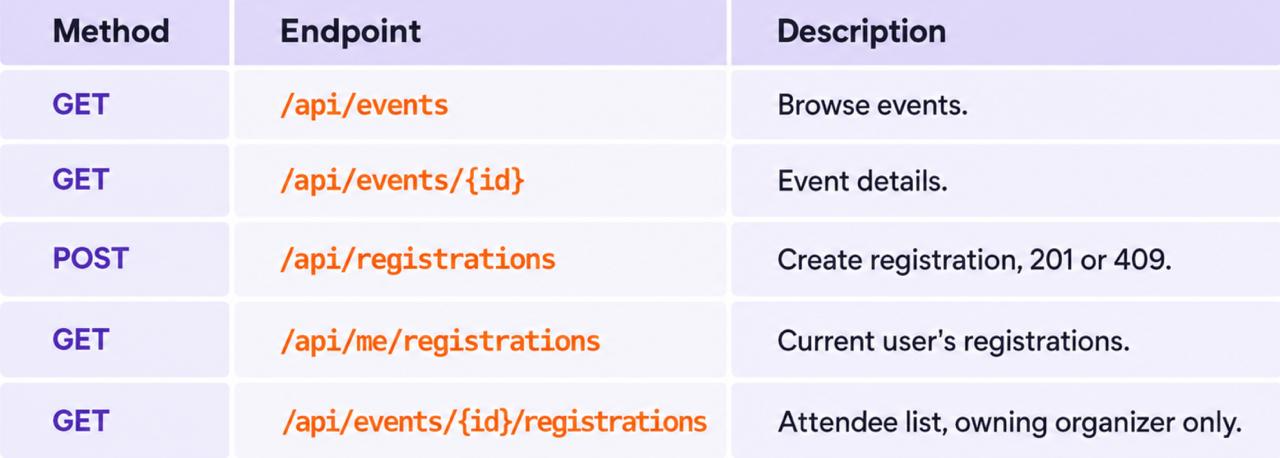 Method Endpoint Description
GET /api/events Browse events.
GET /api/events/{id} Event details.
POST /api/registrations Create registration, 201 or 409.
GET /api/me/registrations Current user's registrations.
GET /api/events/{id}/registrations Attendee list, owning organizer only.